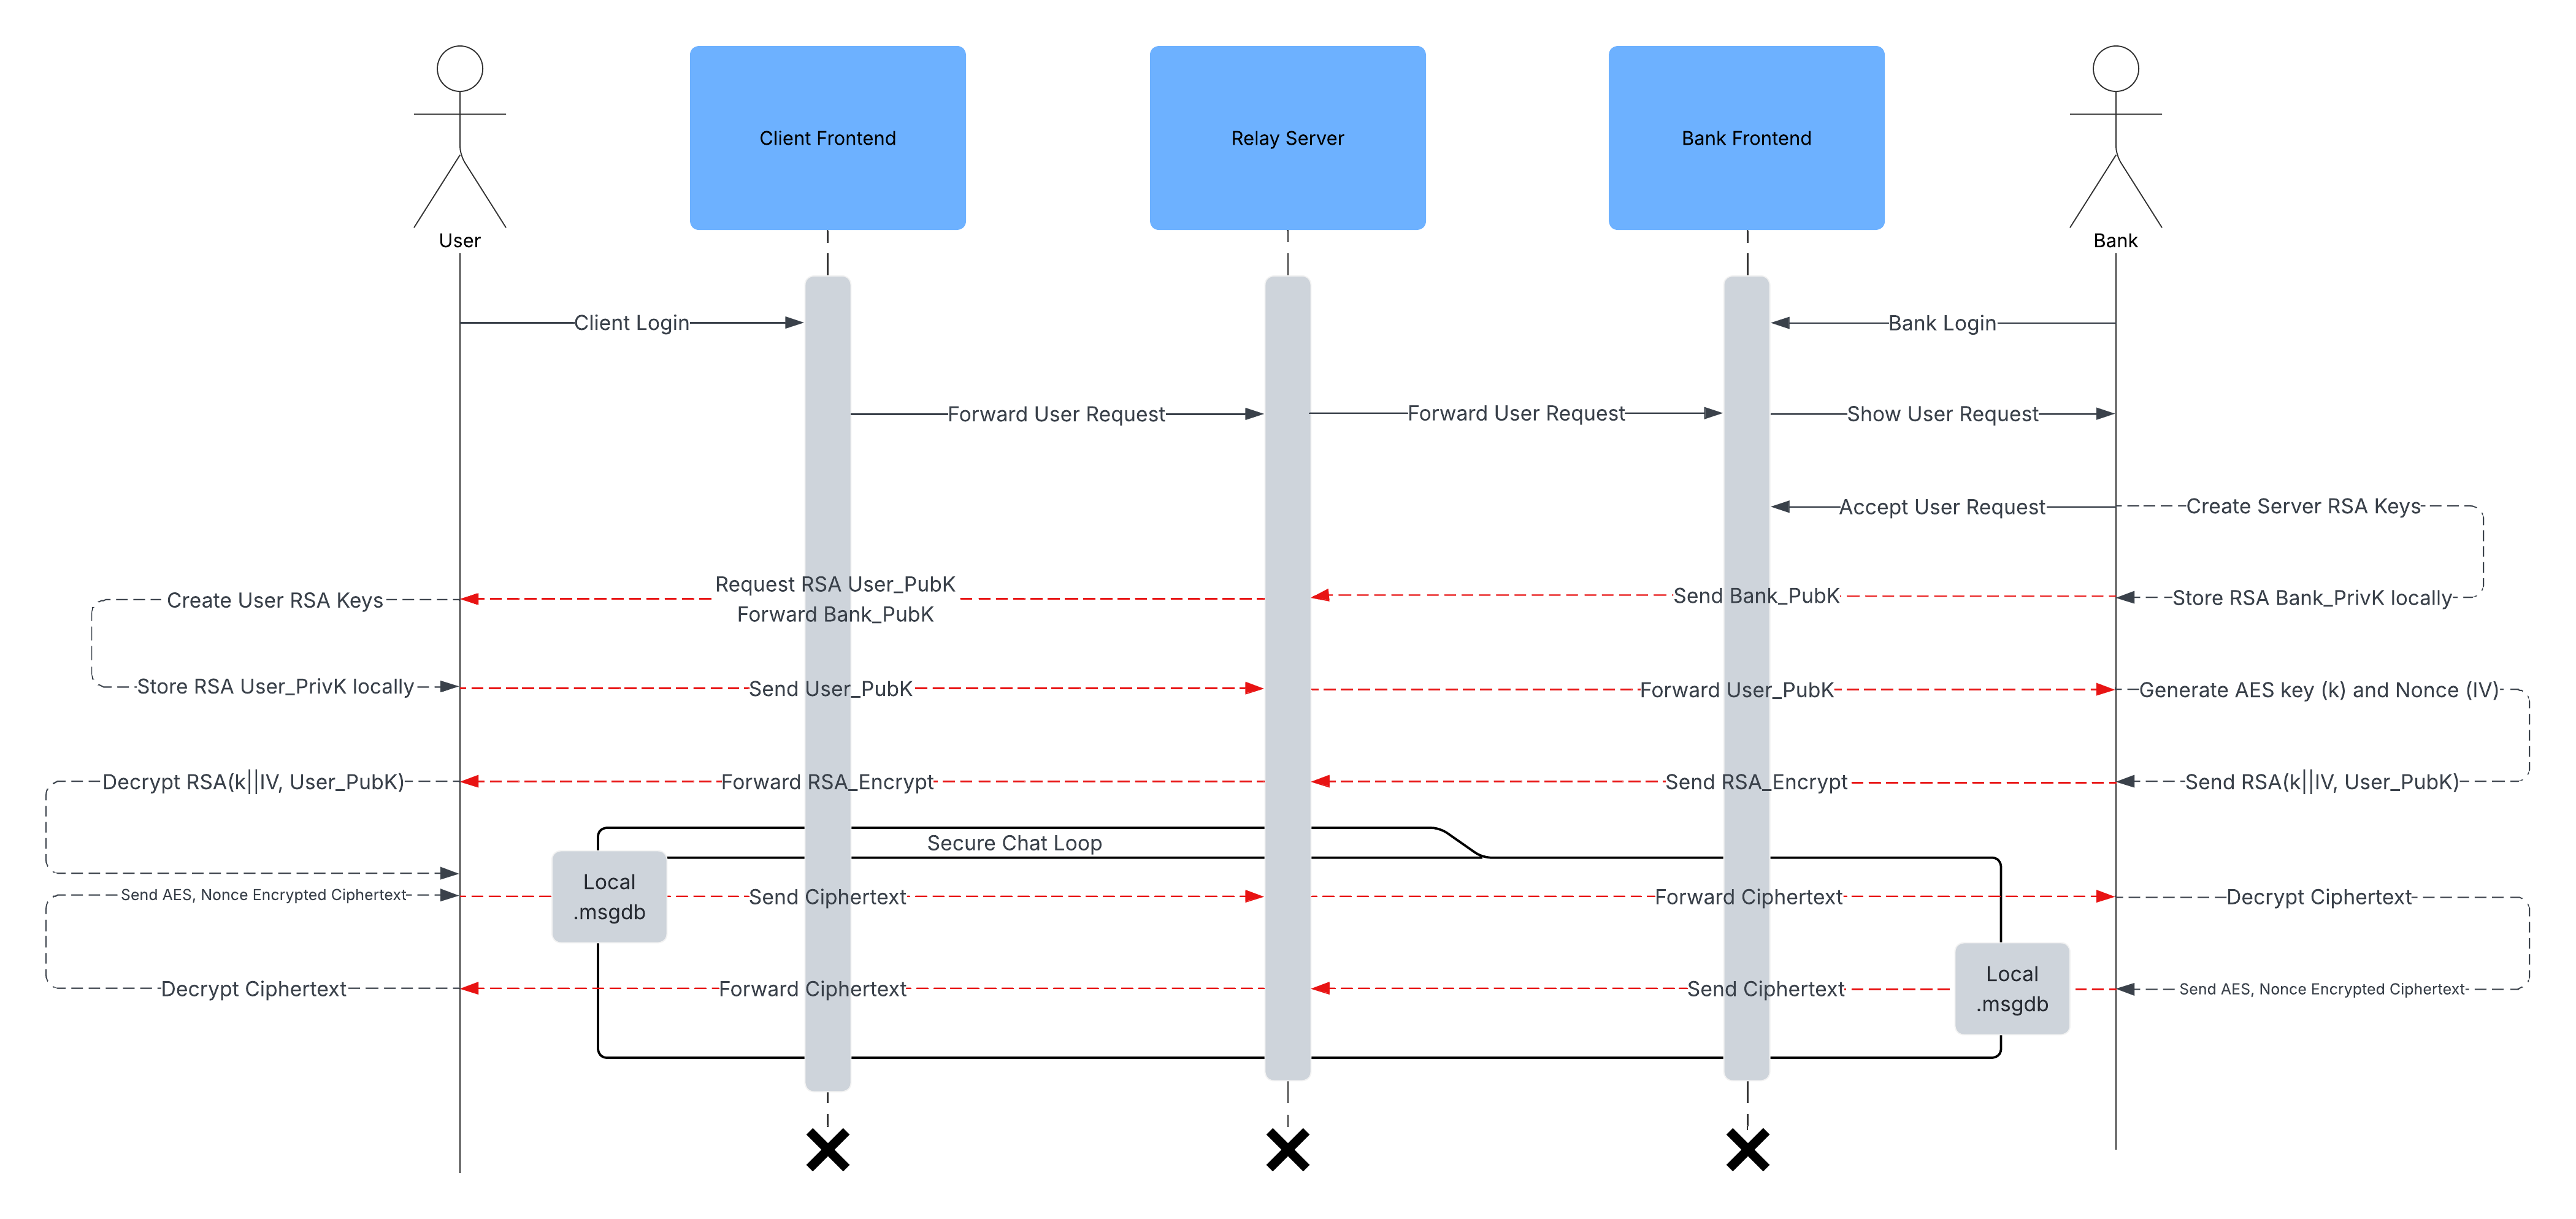 Client Frontend
Relay Server
Bank Frontend
User
Bank
Client Login
Bank Login
Forward User Request
Forward User Request
Show User Request
Accept User Request
Create Server RSA Keys
Create User RSA Keys
Request RSA User_PubK
Forward Bank_PubK
Send Bank_PubK
Store RSA Bank_PrivK locally
Store RSA User_PrivK locally
Send User_PubK
Forward User_PubK
Generate AES key (k) and Nonce (IV)
Decrypt RSA(k||IV, User_PubK)
Forward RSA_Encrypt
Send RSA_Encrypt
Send RSA(k||IV, User_PubK)
Secure Chat Loop
Send AES, Nonce Encrypted Ciphertext
Local
.msgdb
Send Ciphertext
Forward Ciphertext
Decrypt Ciphertext
Decrypt Ciphertext
Forward Ciphertext
Send Ciphertext
Local
.msgdb
Send AES, Nonce Encrypted Ciphertext